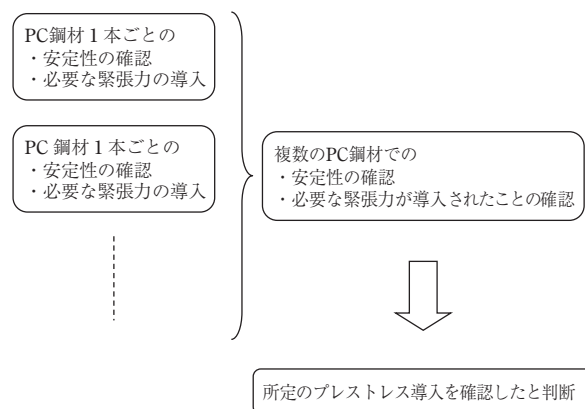 PC鋼材1本ごとの
・安定性の確認
・必要な緊張力の導入
PC鋼材1本ごとの
・安定性の確認
・必要な緊張力の導入
複数のPC鋼材での
・安定性の確認
・必要な緊張力が導入されたことの確認
所定のプレストレス導入を確認したと判断